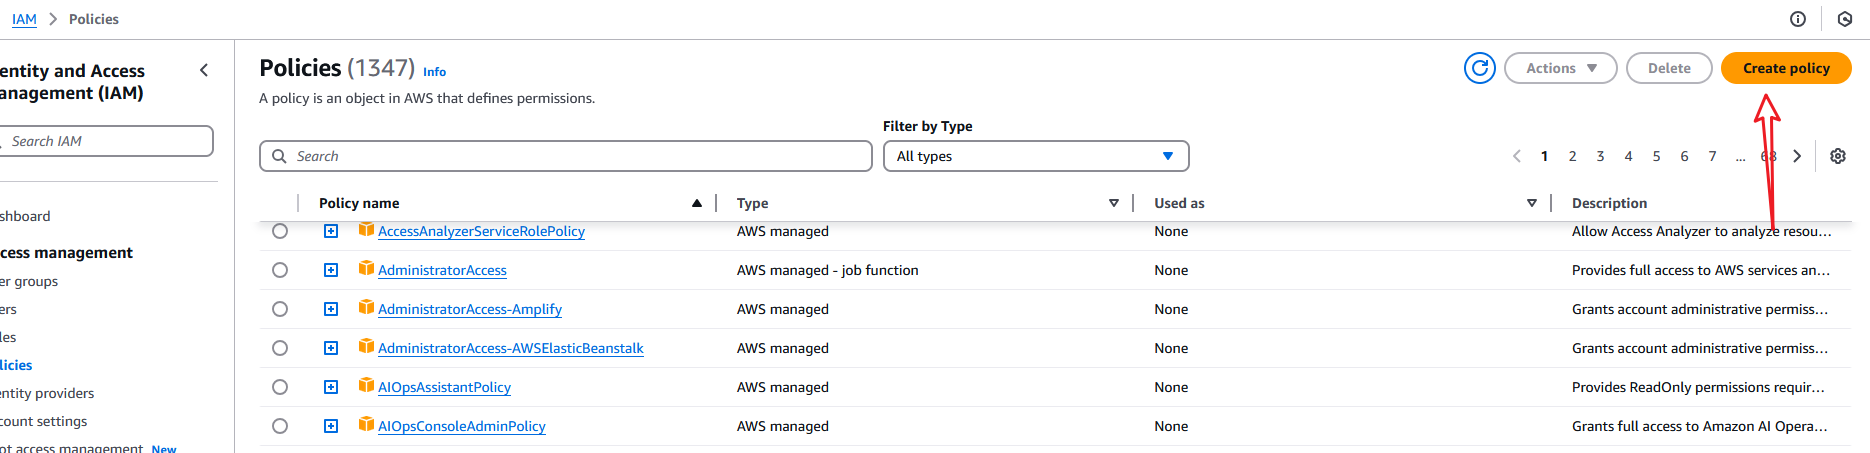 IAM > Policies
entity and Access
anagement (IAM)
Search IAM
shboard
cess management
er groups
ers
les
licies
entity providers
count settings
ot access management New
Policies (1347) Info
A policy is an object in AWS that defines permissions.
Actions
Delete
Create policy
Filter by Type
Search
All types
1 2 3 4 5 6 7 ... 68
Policy name Type Used as Description
AccessAnalyzerServiceRolePolicy AWS managed None Allow Access Analyzer to analyze resou...
AdministratorAccess AWS managed - job function None Provides full access to AWS services an...
AdministratorAccess-Amplify AWS managed None Grants account administrative permiss...
AdministratorAccess-AWSElasticBeanstalk AWS managed None Grants account administrative permiss...
AIOpsAssistantPolicy AWS managed None Provides ReadOnly permissions requir...
AIOpsConsoleAdminPolicy AWS managed None Grants full access to Amazon AI Opera...